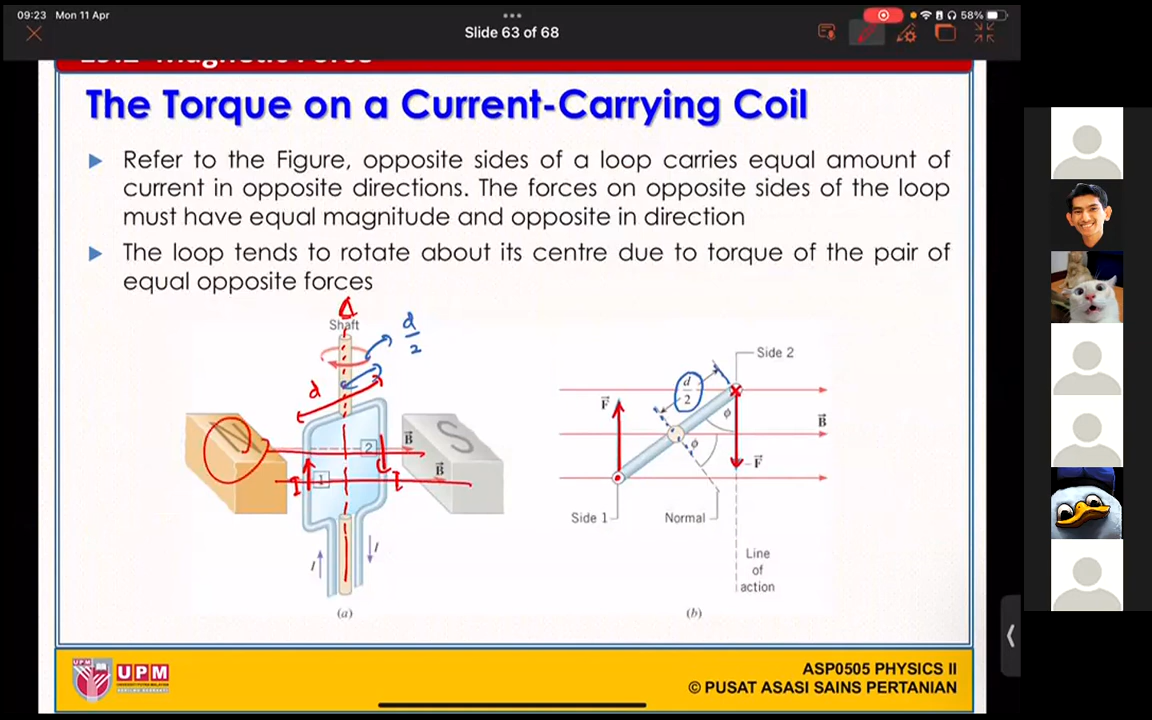 09:23 Mon 11 Apr
58%
Slide 63 of 68
The Torque on a Current-Carrying Coil
Refer to the Figure, opposite sides of a loop carries equal amount of
current in opposite directions. The forces on opposite sides of the loop
must have equal magnitude and opposite in direction
The loop tends to rotate about its centre due to torque of the pair of
equal opposite forces
Shaft
d
2
d
N
S
2
B
B
1
I
I
I
I
(a)
Side 2
d
2
F
ϕ
B
ϕ
F
Side 1
Normal
Line
of
action
(b)
UPM
UPM
ASP0505 PHYSICS II
© PUSAT ASASI SAINS PERTANIAN